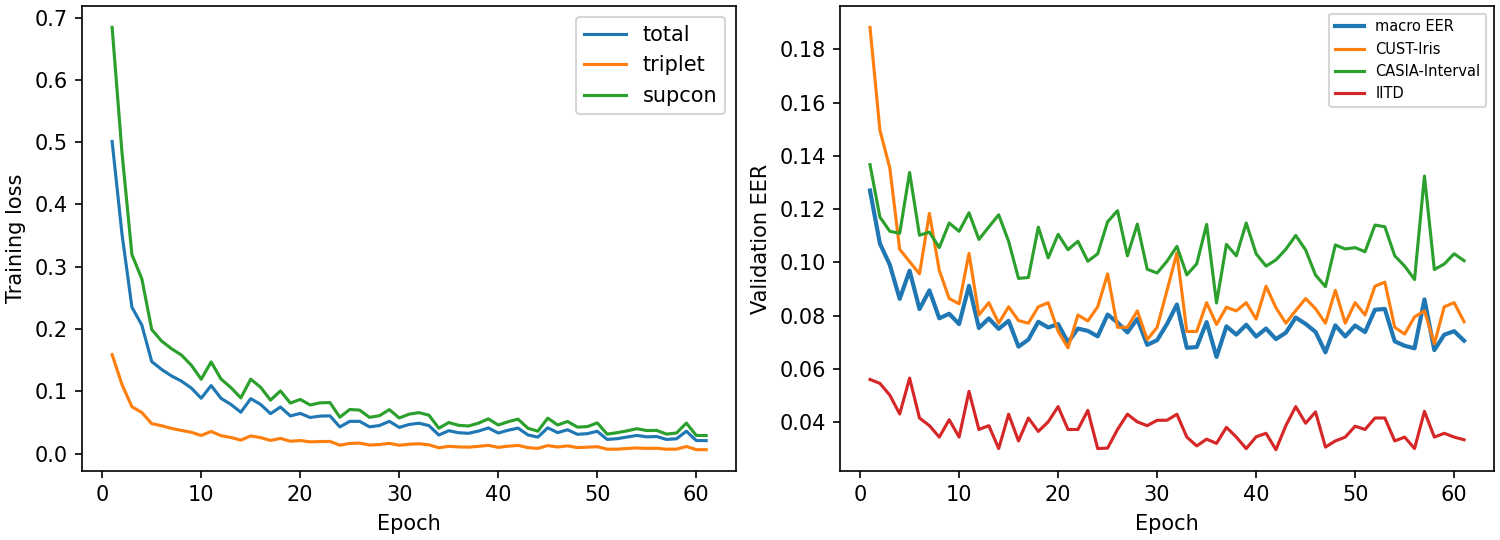 0.7
0.6
0.5
0.4
0.3
0.2
0.1
0.0
Training loss
0
10
20
30
40
50
60
Epoch
total
triplet
supcon
0.18
0.16
0.14
0.12
0.10
0.08
0.06
0.04
Validation EER
0
10
20
30
40
50
60
Epoch
macro EER
CUST-Iris
CASIA-Interval
IITD